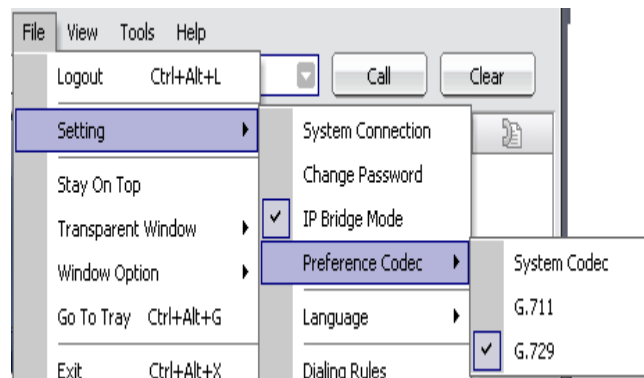 File View Tools Help
Call Clear
Logout Ctrl+Alt+L
Setting
Stay On Top
Transparent Window
Window Option
Go To Tray Ctrl+Alt+G
Exit Ctrl+Alt+X
System Connection
Change Password
IP Bridge Mode
Preference Codec
Language
Dialing Rules
System Codec
G.711
G.729